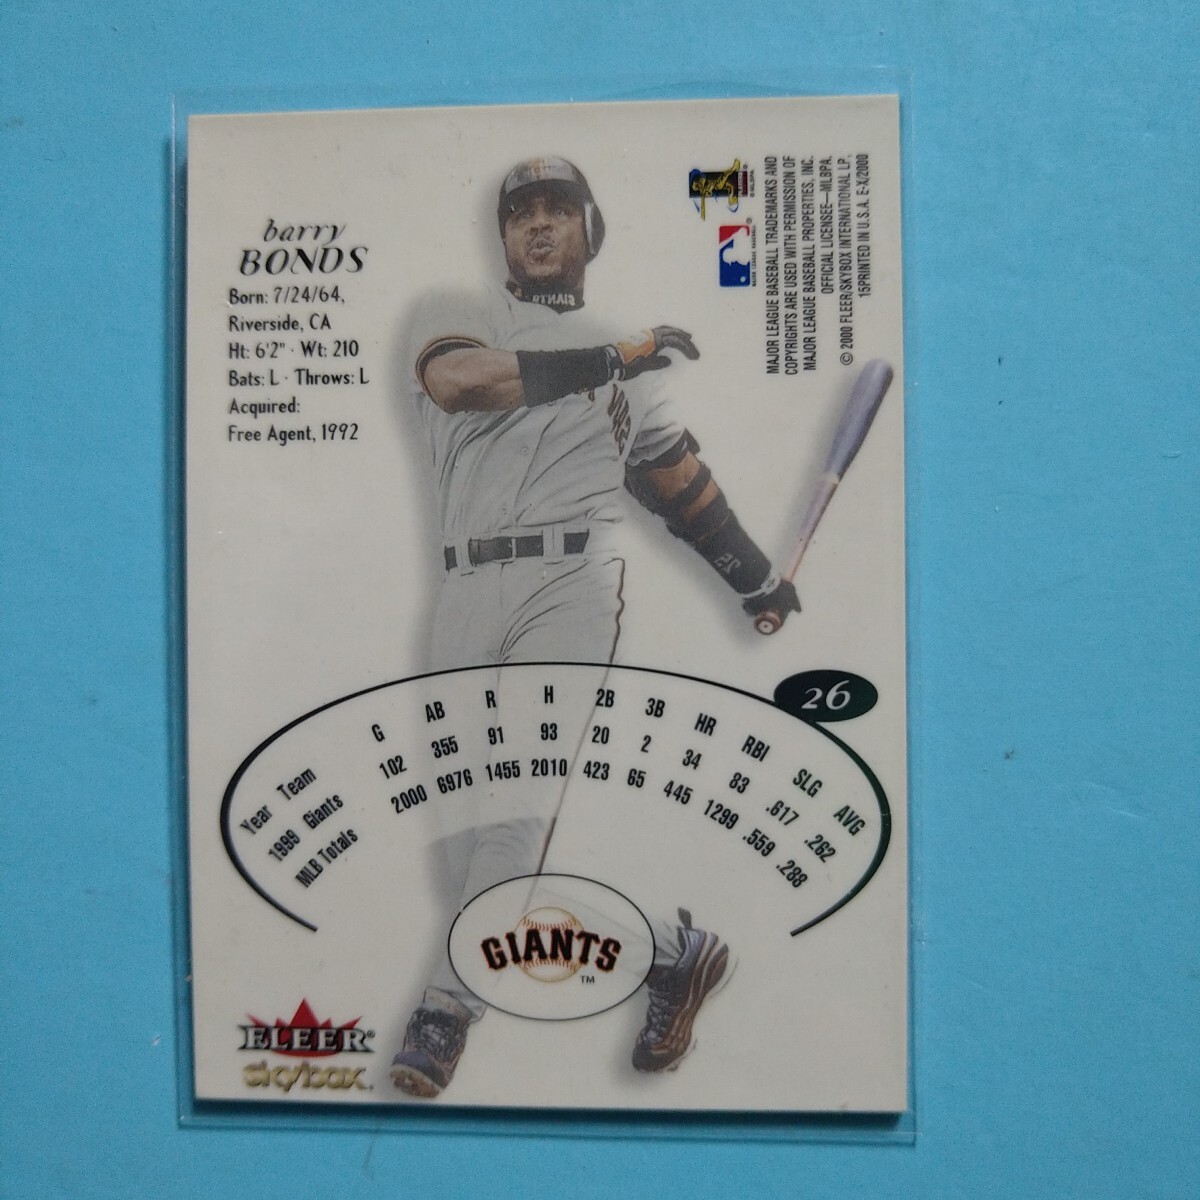 barry
BONDS
Born: 7/24/64,
Riverside, CA
Ht: 6'2" · Wt: 210
Bats: L · Throws: L
Acquired:
Free Agent, 1992
MAJOR LEAGUE BASEBALL TRADEMARKS AND
COPYRIGHTS ARE USED WITH PERMISSION OF
MAJOR LEAGUE BASEBALL PROPERTIES, INC.
OFFICIAL LICENSEE—MLBPA.
© 2000 FLEER/SKYBOX INTERNATIONAL LP.
15PRINTED IN U.S.A. E-X/2000
26
Year Team G AB R H 2B 3B HR RBI SLG AVG
1999 Giants 102 355 91 93 20 2 34 83 .617 .262
MLB Totals 2000 6976 1455 2010 423 65 445 1299 .559 .288
GIANTS
TM
FLEER®
skybox.